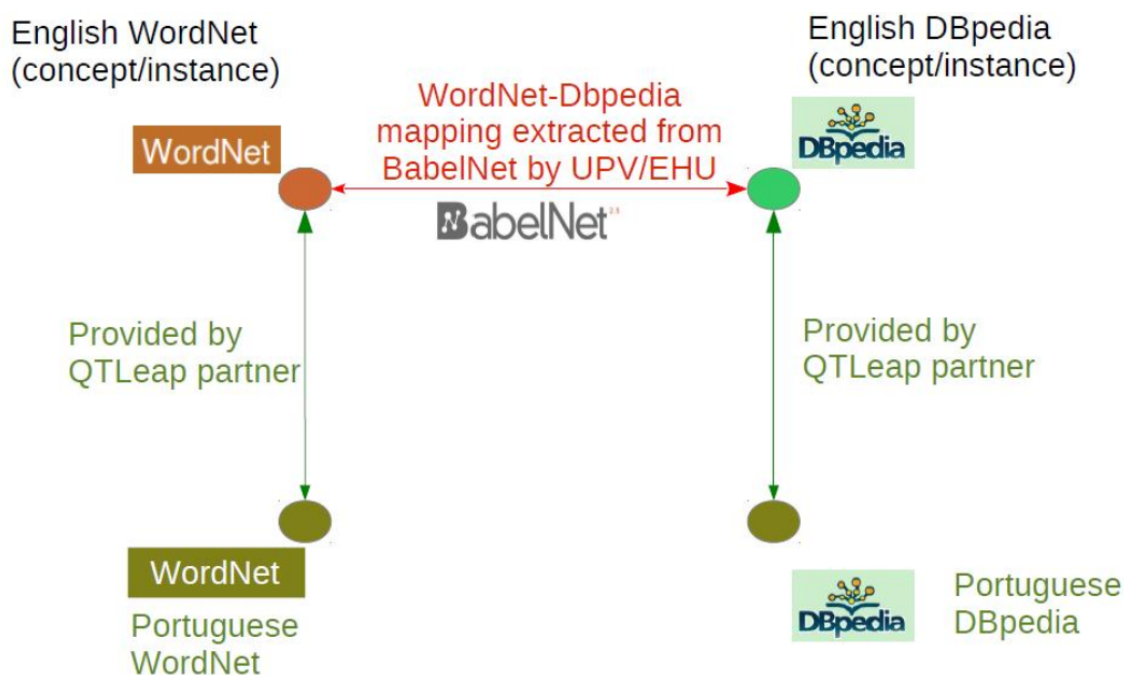 English WordNet
(concept/instance)
English DBpedia
(concept/instance)
WordNet-Dbpedia
mapping extracted from
BabelNet by UPV/EHU
WordNet
DBpedia
BabelNet
Provided by
QTLeap partner
Provided by
QTLeap partner
WordNet
Portuguese
WordNet
DBpedia
Portuguese
DBpedia